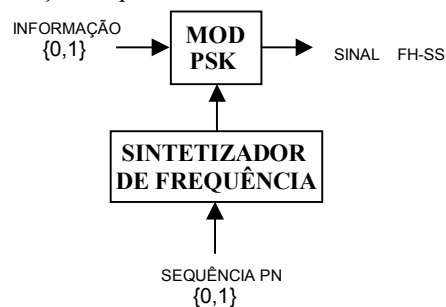 INFORMAÇÃO
{0,1}
MOD
PSK
SINAL FH-SS
SINTETIZADOR
DE FREQUÊNCIA
SEQUÊNCIA PN
{0,1}